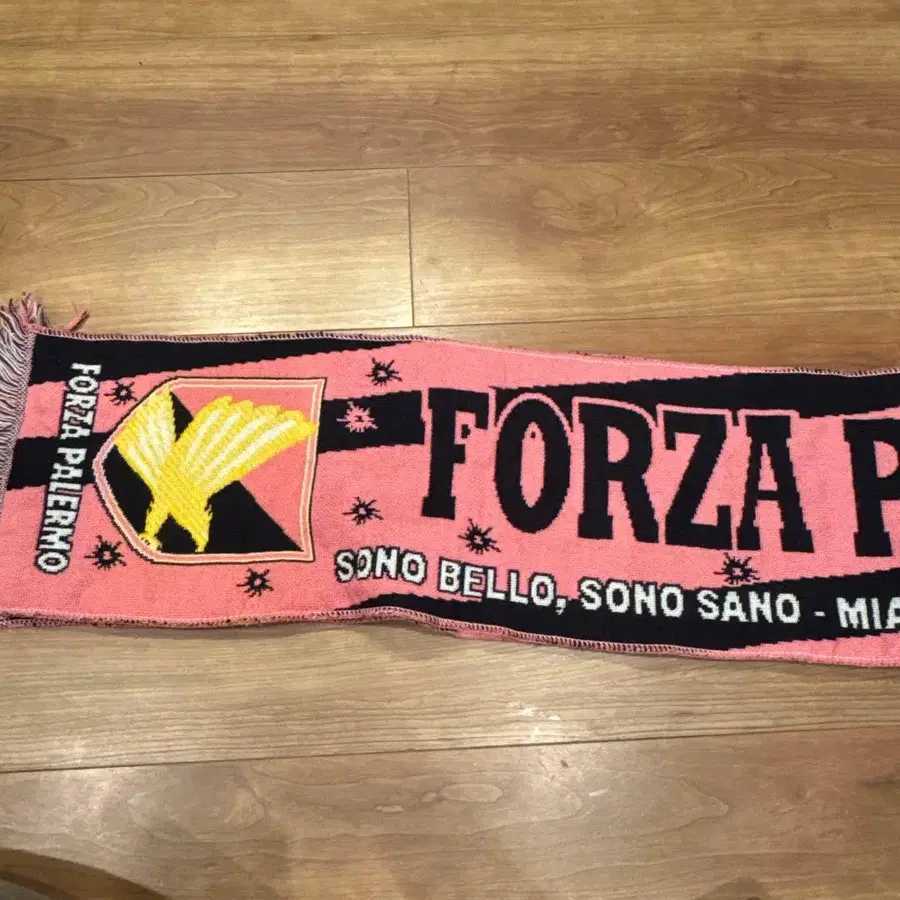 FORZA PALERMO
FORZA P
SONO BELLO, SONO SANO - MIA